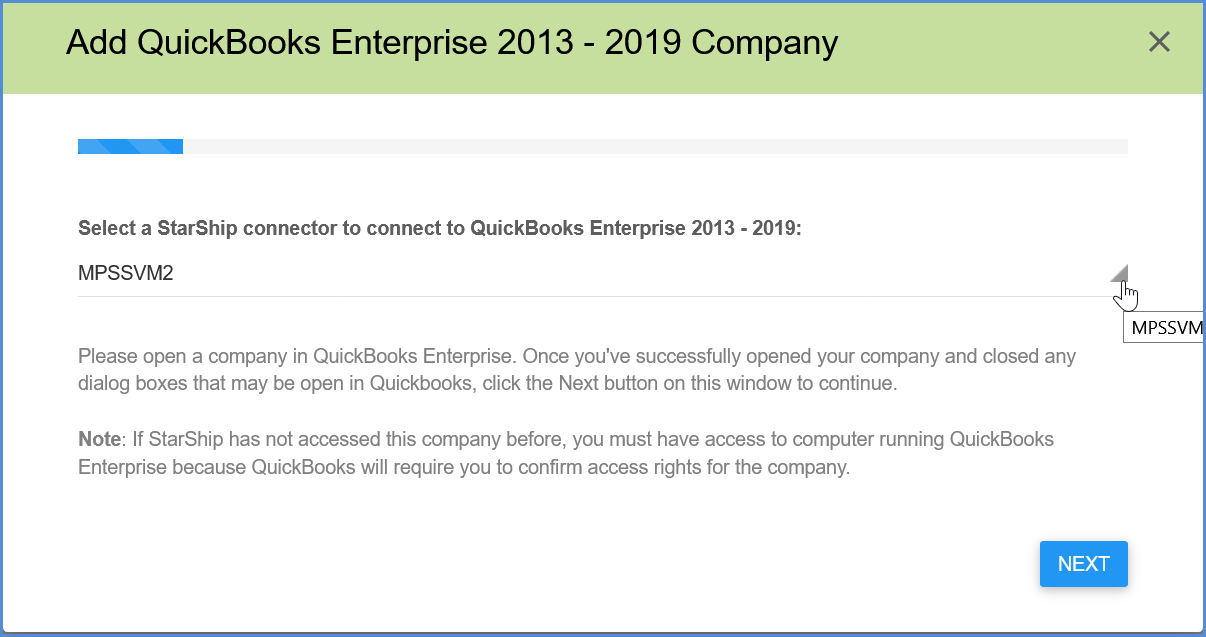 Add QuickBooks Enterprise 2013 - 2019 Company
Select a StarShip connector to connect to QuickBooks Enterprise 2013 - 2019:
MPSSVM2
MPSSVM
Please open a company in QuickBooks Enterprise. Once you've successfully opened your company and closed any
dialog boxes that may be open in Quickbooks, click the Next button on this window to continue.
Note: If StarShip has not accessed this company before, you must have access to computer running QuickBooks
Enterprise because QuickBooks will require you to confirm access rights for the company.
NEXT